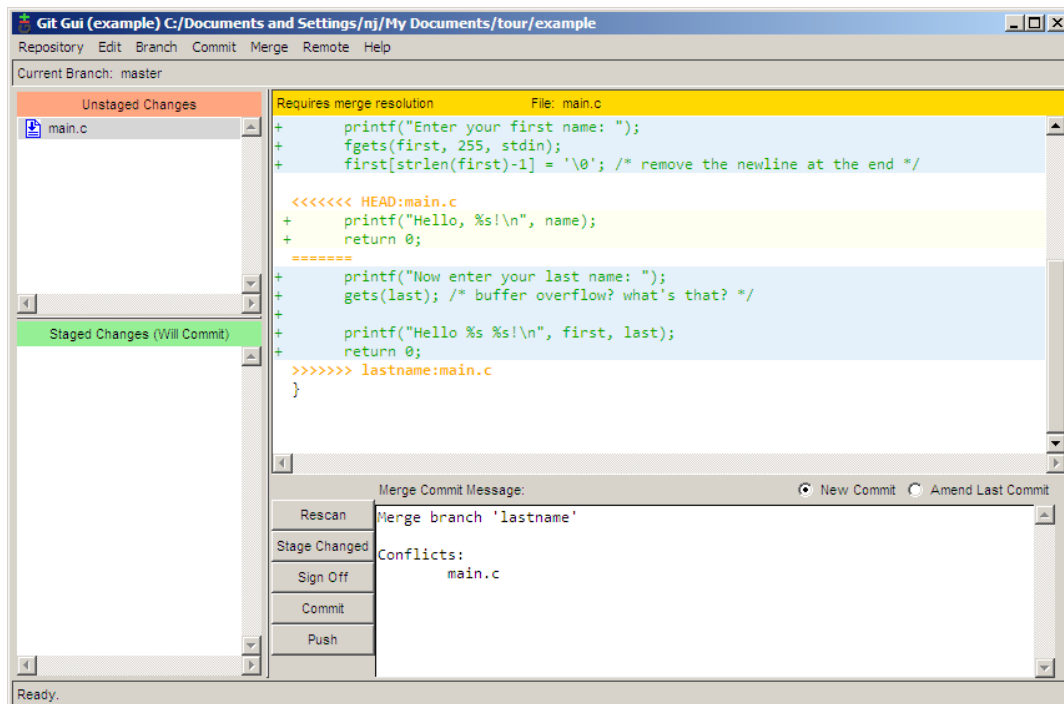 Git Gui (example) C:/Documents and Settings/nj/My Documents/tour/example
Repository Edit Branch Commit Merge Remote Help
Current Branch: master
Unstaged Changes
main.c
Staged Changes (Will Commit)
Requires merge resolution File: main.c
+ printf("Enter your first name: ");
+ fgets(first, 255, stdin);
+ first[strlen(first)-1] = '\0'; /* remove the newline at the end */
<<<<<<< HEAD:main.c
+ printf("Hello, %s!\n", name);
+ return 0;
=======
+ printf("Now enter your last name: ");
+ gets(last); /* buffer overflow? what's that? */
+
+ printf("Hello %s %s!\n", first, last);
+ return 0;
>>>>>>> lastname:main.c
}
Merge Commit Message: New Commit Amend Last Commit
Rescan
Stage Changed
Sign Off
Commit
Push
Merge branch 'lastname'
Conflicts:
main.c
Ready.